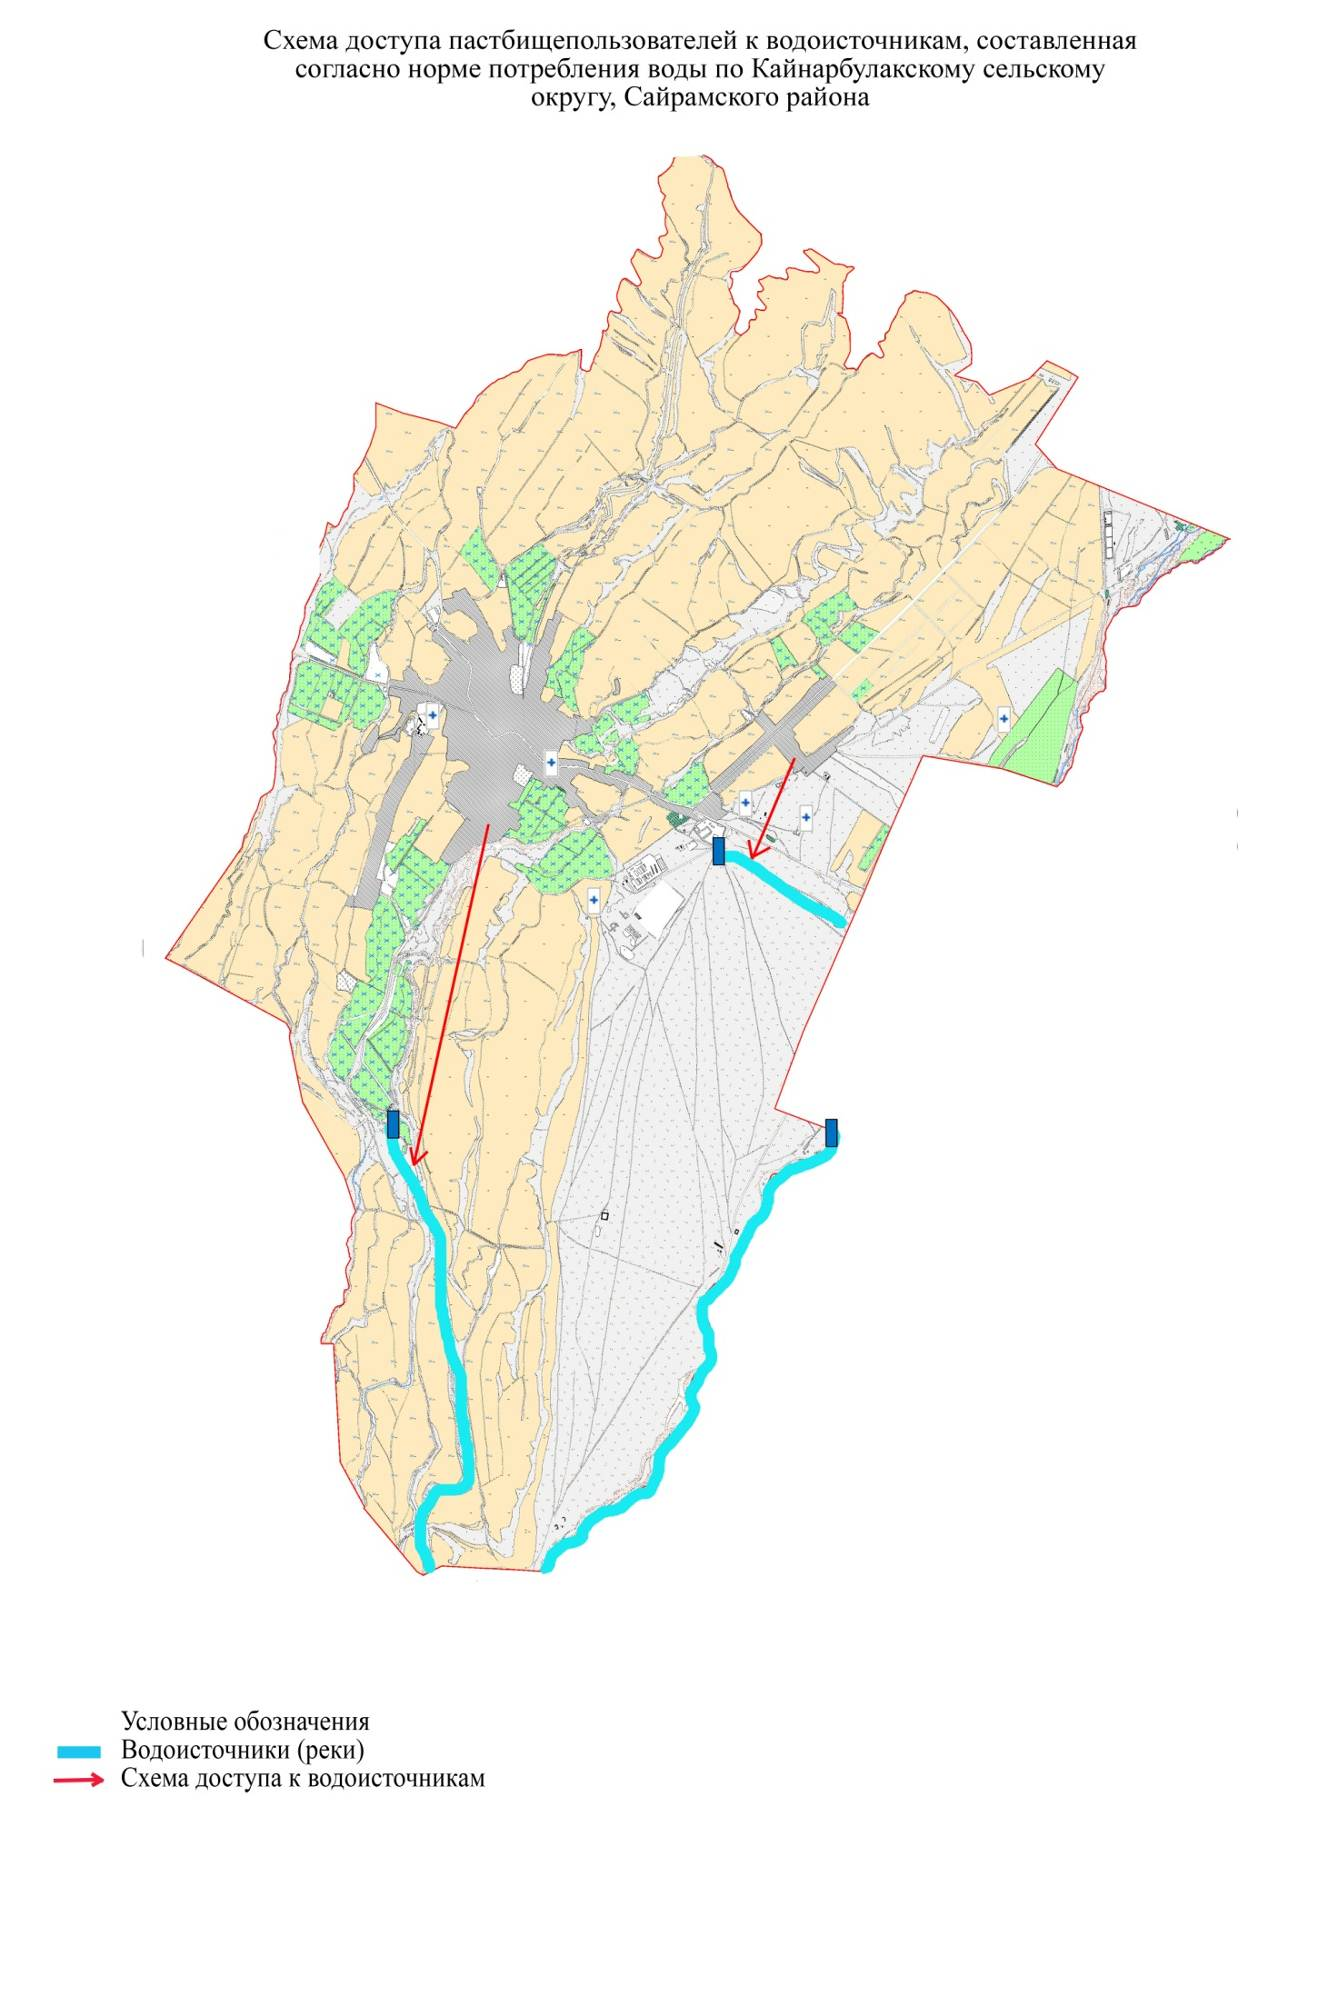 Схема доступа пастбищепользователей к водоисточникам, составленная
согласно норме потребления воды по Кайнарбулакскому сельскому
округу, Сайрамского района
Условные обозначения
Водоисточники (реки)
Схема доступа к водоисточникам